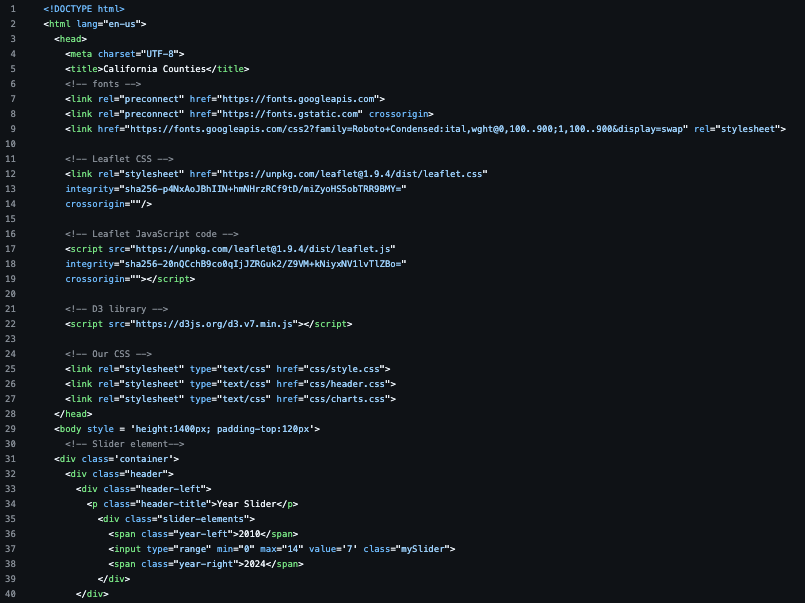 1 <!DOCTYPE html>
2 <html lang="en-us">
3 <head>
4 <meta charset="UTF-8">
5 <title>California Counties</title>
6 <!-- fonts -->
7 <link rel="preconnect" href="https://fonts.googleapis.com">
8 <link rel="preconnect" href="https://fonts.gstatic.com" crossorigin>
9 <link href="https://fonts.googleapis.com/css2?family=Roboto+Condensed:ital,wght@0,100..900;1,100..900&display=swap" rel="stylesheet">
10
11 <!-- Leaflet CSS -->
12 <link rel="stylesheet" href="https://unpkg.com/leaflet@1.9.4/dist/leaflet.css"
13 integrity="sha256-p4NxAoJBhIIN+hmNHrzRCf9tD/miZyoHS5obTRR9BMY="
14 crossorigin=""/>
15
16 <!-- Leaflet JavaScript code -->
17 <script src="https://unpkg.com/leaflet@1.9.4/dist/leaflet.js"
18 integrity="sha256-20nQCchB9co0qIjJZRGuk2/Z9VM+kNiyxNV1lvTlZBo="
19 crossorigin=""></script>
20
21 <!-- D3 library -->
22 <script src="https://d3js.org/d3.v7.min.js"></script>
23
24 <!-- Our CSS -->
25 <link rel="stylesheet" type="text/css" href="css/style.css">
26 <link rel="stylesheet" type="text/css" href="css/header.css">
27 <link rel="stylesheet" type="text/css" href="css/charts.css">
28 </head>
29 <body style = 'height:1400px; padding-top:120px'>
30 <!-- Slider element-->
31 <div class='container'>
32 <div class="header">
33 <div class="header-left">
34 <p class="header-title">Year Slider</p>
35 <div class="slider-elements">
36 <span class="year-left">2010</span>
37 <input type="range" min="0" max="14" value='7' class="mySlider">
38 <span class="year-right">2024</span>
39 </div>
40 </div>